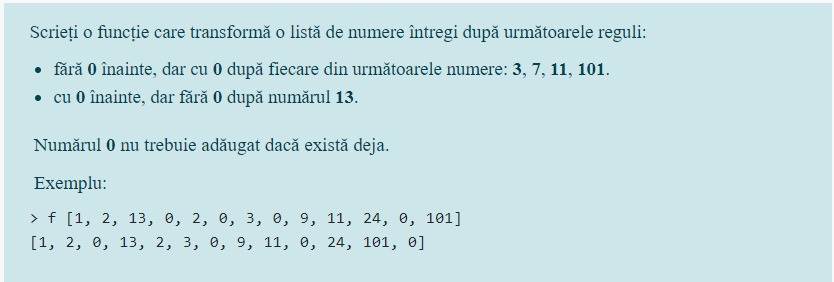 Scrieți o funcție care transformă o listă de numere întregi după următoarele reguli:
• fără 0 înainte, dar cu 0 după fiecare din următoarele numere: 3, 7, 11, 101.
• cu 0 înainte, dar fără 0 după numărul 13.
Numărul 0 nu trebuie adăugat dacă există deja.
Exemplu:
> f [1, 2, 13, 0, 2, 0, 3, 0, 9, 11, 24, 0, 101]
[1, 2, 0, 13, 2, 3, 0, 9, 11, 0, 24, 101, 0]